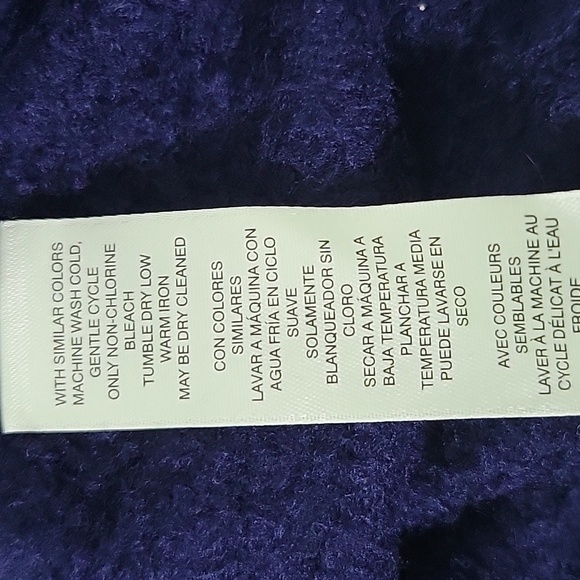 WITH SIMILAR COLORS
MACHINE WASH COLD,
GENTLE CYCLE
ONLY NON-CHLORINE
BLEACH
TUMBLE DRY LOW
WARM IRON
MAY BE DRY CLEANED
CON COLORES
SIMILARES
LAVAR A MÁQUINA CON
AGUA FRÍA EN CICLO
SUAVE
SOLAMENTE
BLANQUEADOR SIN
CLORO
SECAR A MÁQUINA A
BAJA TEMPERATURA
PLANCHAR A
TEMPERATURA MEDIA
PUEDE LAVARSE EN
SECO
AVEC COULEURS
SEMBLABLES
LAVER À LA MACHINE AU
CYCLE DÉLICAT À L'EAU
FROIDE